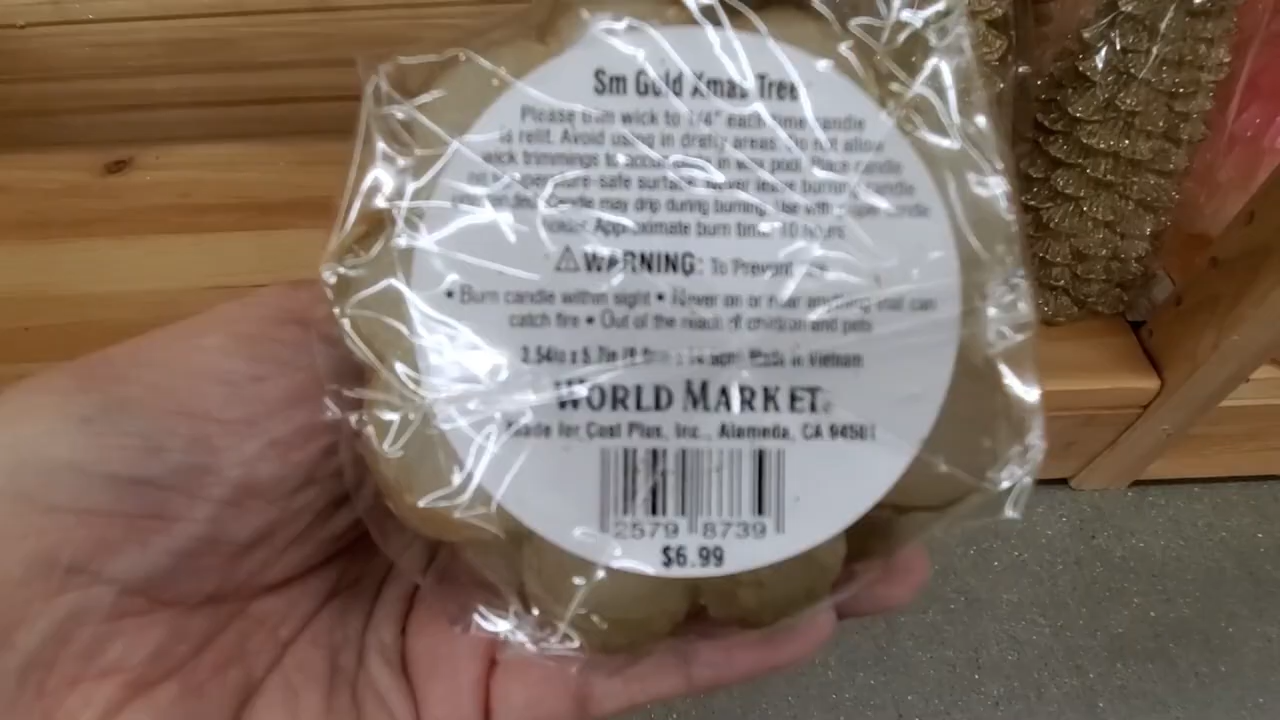 Sm Gold Xmas Tree
Please trim wick to 1/4" each time candle
is relit. Avoid using in drafty areas. Do not allow
wick trimmings to accumulate in wax pool. Place candle
on temperature-safe surface. Never leave burning candle
Candle may drip during burning. Use with proper candle
holder. Approximate burn time: 10 hours
⚠WARNING: To Prevent Fire
• Burn candle within sight • Never on or near anything that can
catch fire • Out of the reach of children and pets
3.54in x 5.7in Made in Vietnam
WORLD MARKET®
Made for Cost Plus, Inc., Alameda, CA 94501
2579 8739
$6.99